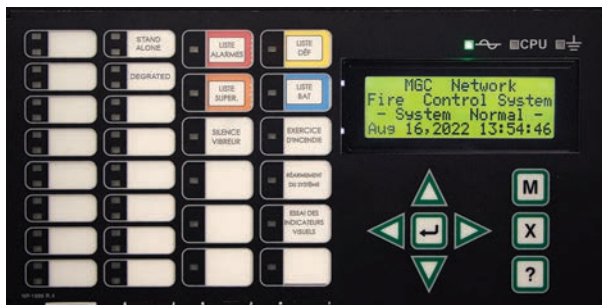 STAND
ALONE
DEGRATED
LISTE
ALARMES
LISTE
DÉF
LISTE
SUPER.
LISTE
BAT
SILENCE
VIBREUR
EXERCICE
D'INCENDIE
RÉARMEMENT
DU SYSTÈME
ESSAI DES
INDICATEURS
VISUELS
CPU
MGC Network
Fire Control System
- System Normal -
Aug 16,2022 13:54:46
M
X
?